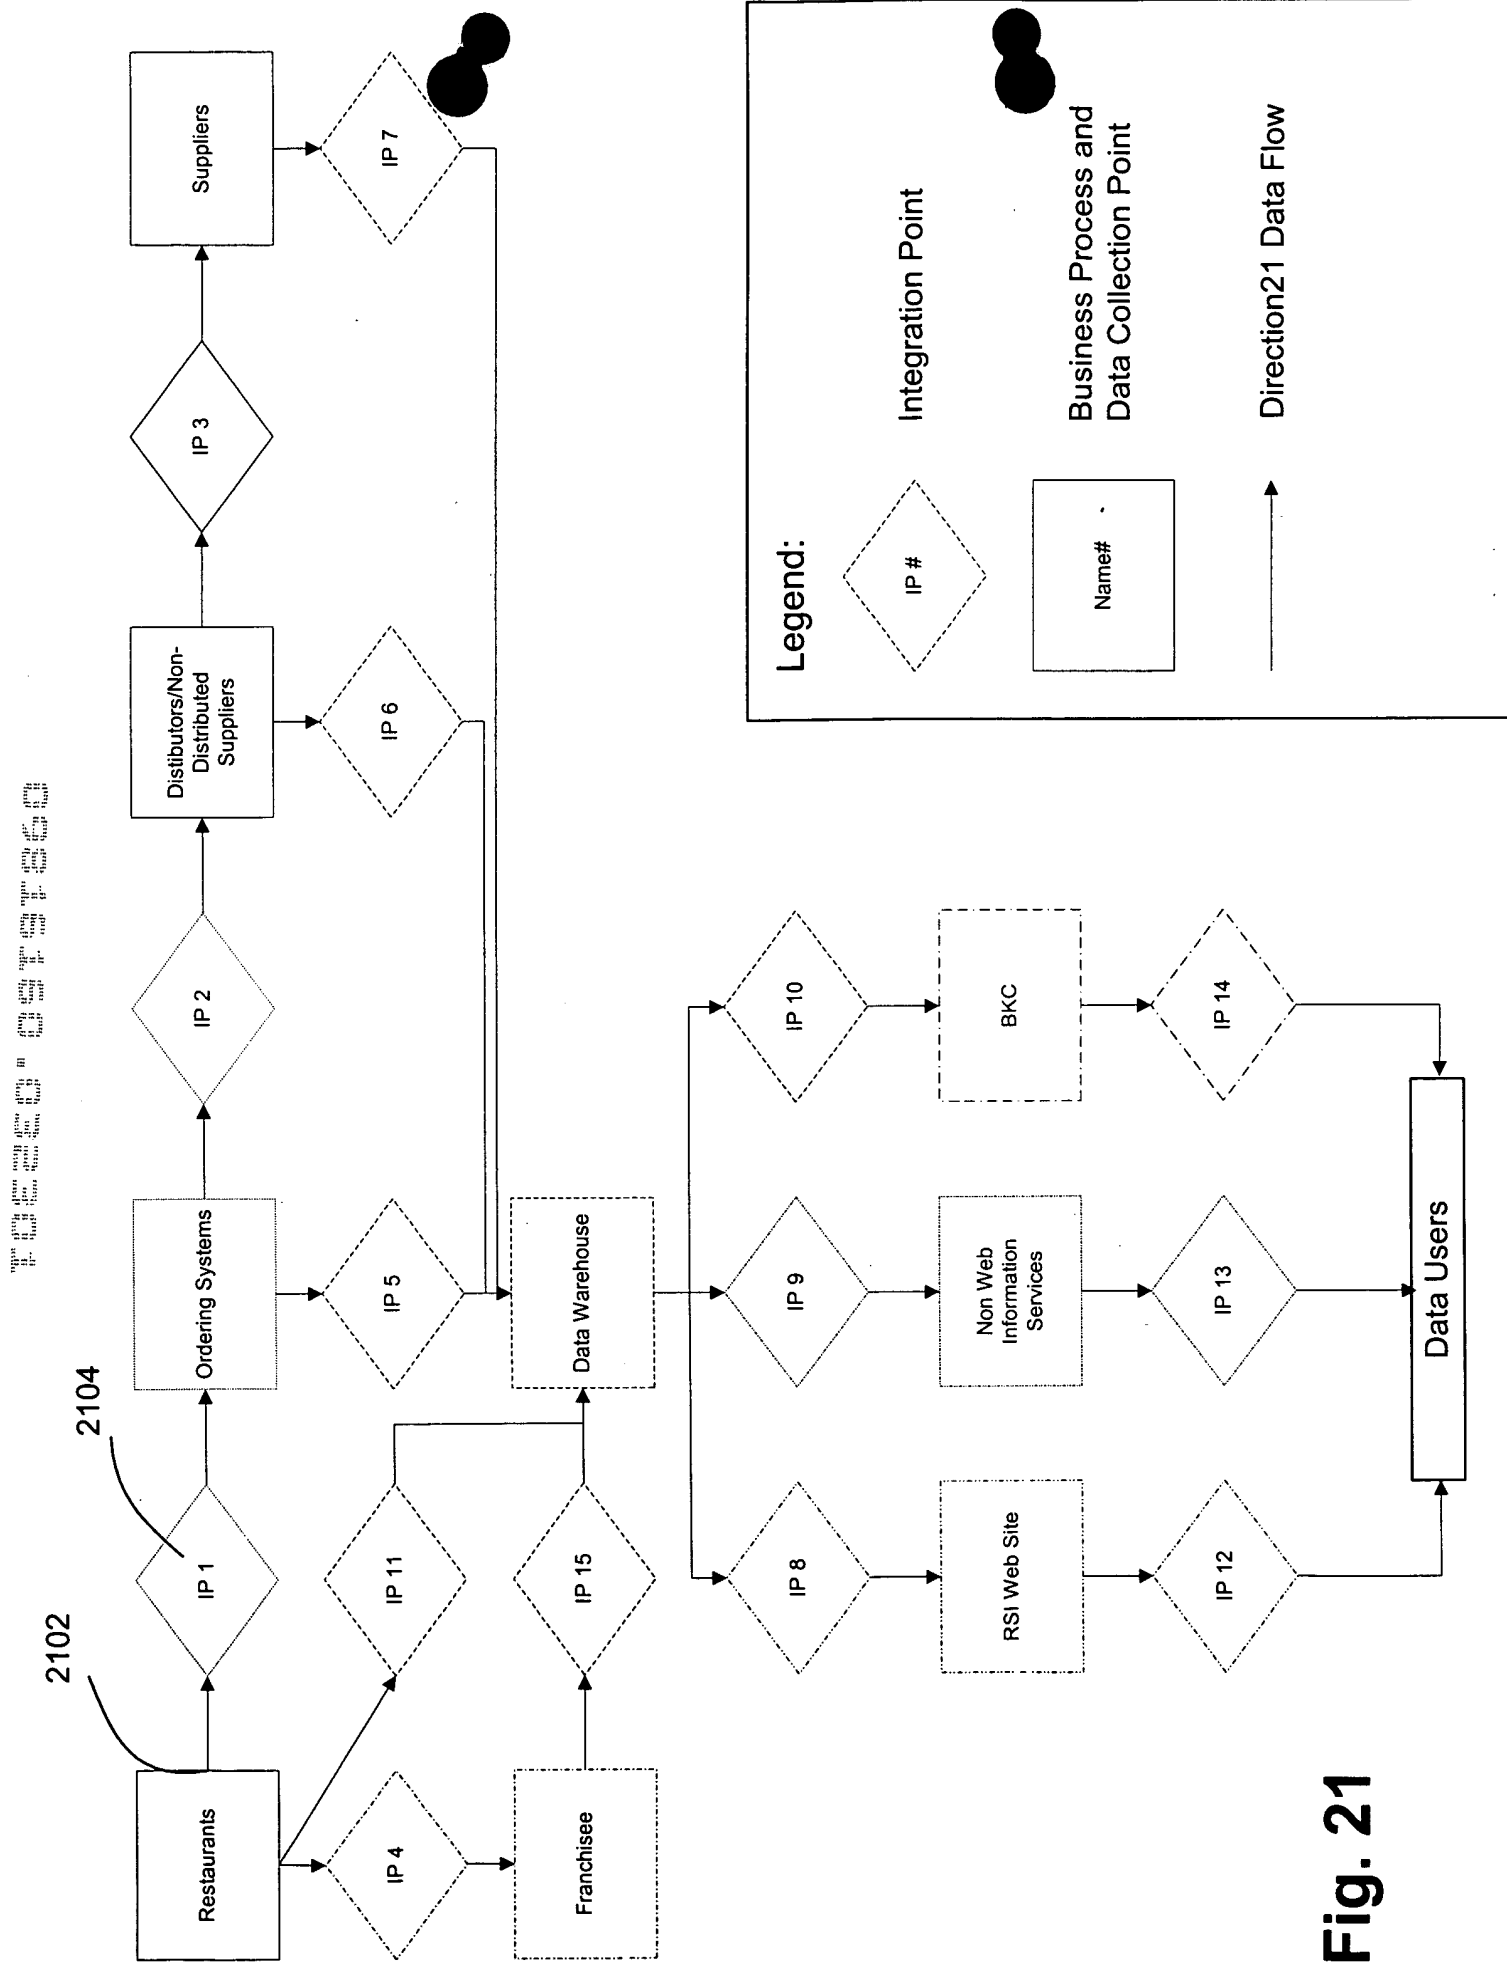 2102
2104
Restaurants
IP 1
Ordering Systems
IP 2
Distibutors/Non-
Distributed
Suppliers
IP 3
Suppliers
IP 4
IP 11
IP 5
IP 6
IP 7
Franchisee
IP 15
Data Warehouse
IP 8
IP 9
IP 10
RSI Web Site
Non Web
Information
Services
BKC
IP 12
IP 13
IP 14
Data Users
Legend:
IP #
Integration Point
Name#
Business Process and
Data Collection Point
Direction21 Data Flow
Fig. 21